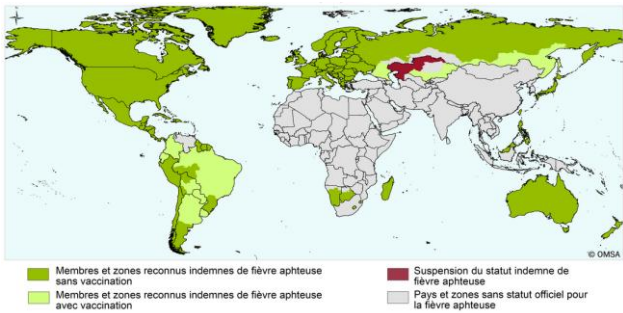 © OMSA
Membres et zones reconnus indemnes de fièvre aphteuse
sans vaccination
Membres et zones reconnus indemnes de fièvre aphteuse
avec vaccination
Suspension du statut indemne de
fièvre aphteuse
Pays et zones sans statut officiel pour
la fièvre aphteuse